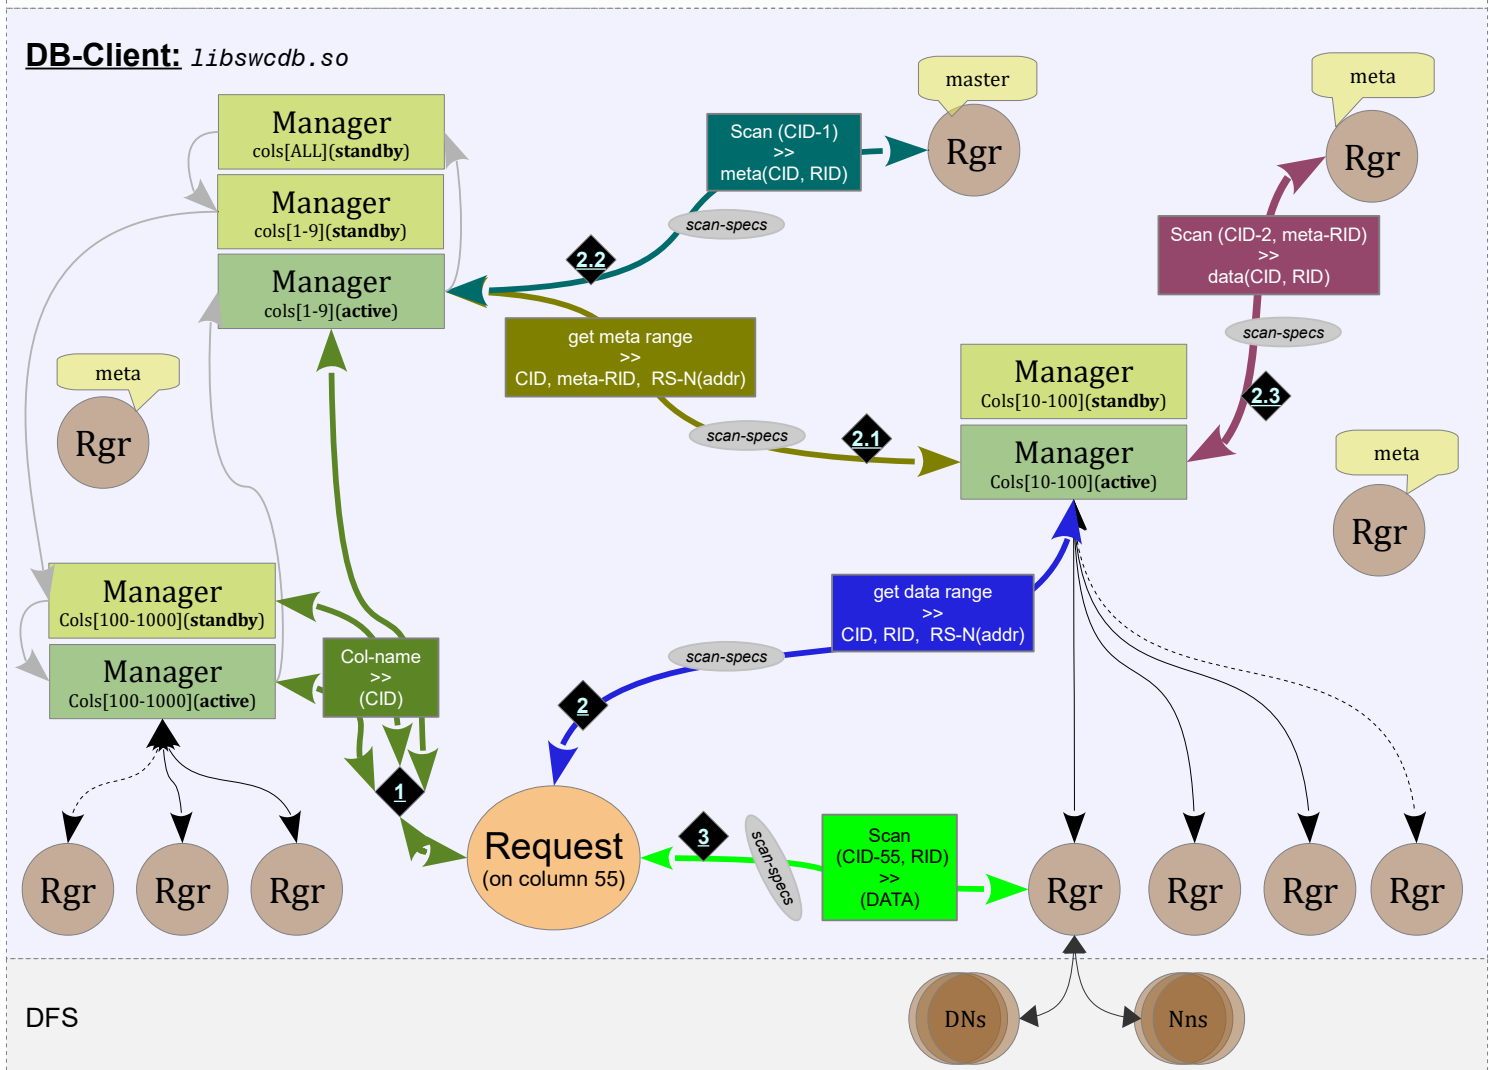 DB-Client: libswcdb.so
Manager
cols[ALL](standby)
Manager
cols[1-9](standby)
Manager
cols[1-9](active)
Scan (CID-1)
>>
meta(CID, RID)
scan-specs
2.2
master
Rgr
meta
Rgr
Scan (CID-2, meta-RID)
>>
data(CID, RID)
scan-specs
2.3
get meta range
>>
CID, meta-RID,  RS-N(addr)
scan-specs
2.1
Manager
Cols[10-100](standby)
Manager
Cols[10-100](active)
meta
Rgr
meta
Rgr
Manager
Cols[100-1000](standby)
Manager
Cols[100-1000](active)
Col-name
>>
(CID)
1
get data range
>>
CID, RID,  RS-N(addr)
scan-specs
2
Request
(on column 55)
3
scan-specs
Scan
(CID-55, RID)
>>
(DATA)
Rgr
Rgr
Rgr
Rgr
Rgr
Rgr
Rgr
DFS
DNs
Nns